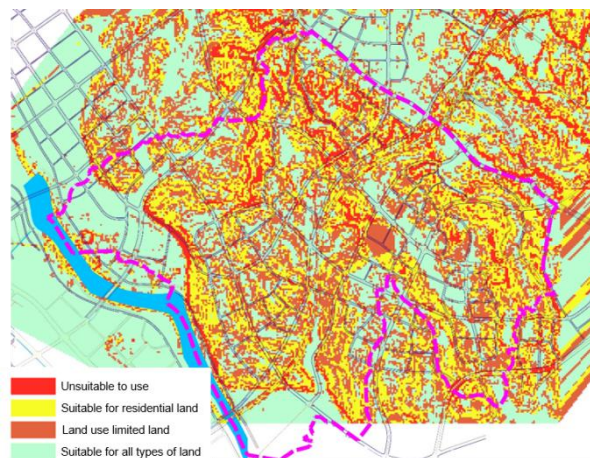 Unsuitable to use
Suitable for residential land
Land use limited land
Suitable for all types of land